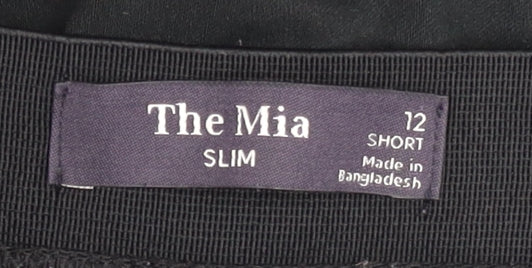 The Mia
SLIM
12
SHORT
Made in
Bangladesh